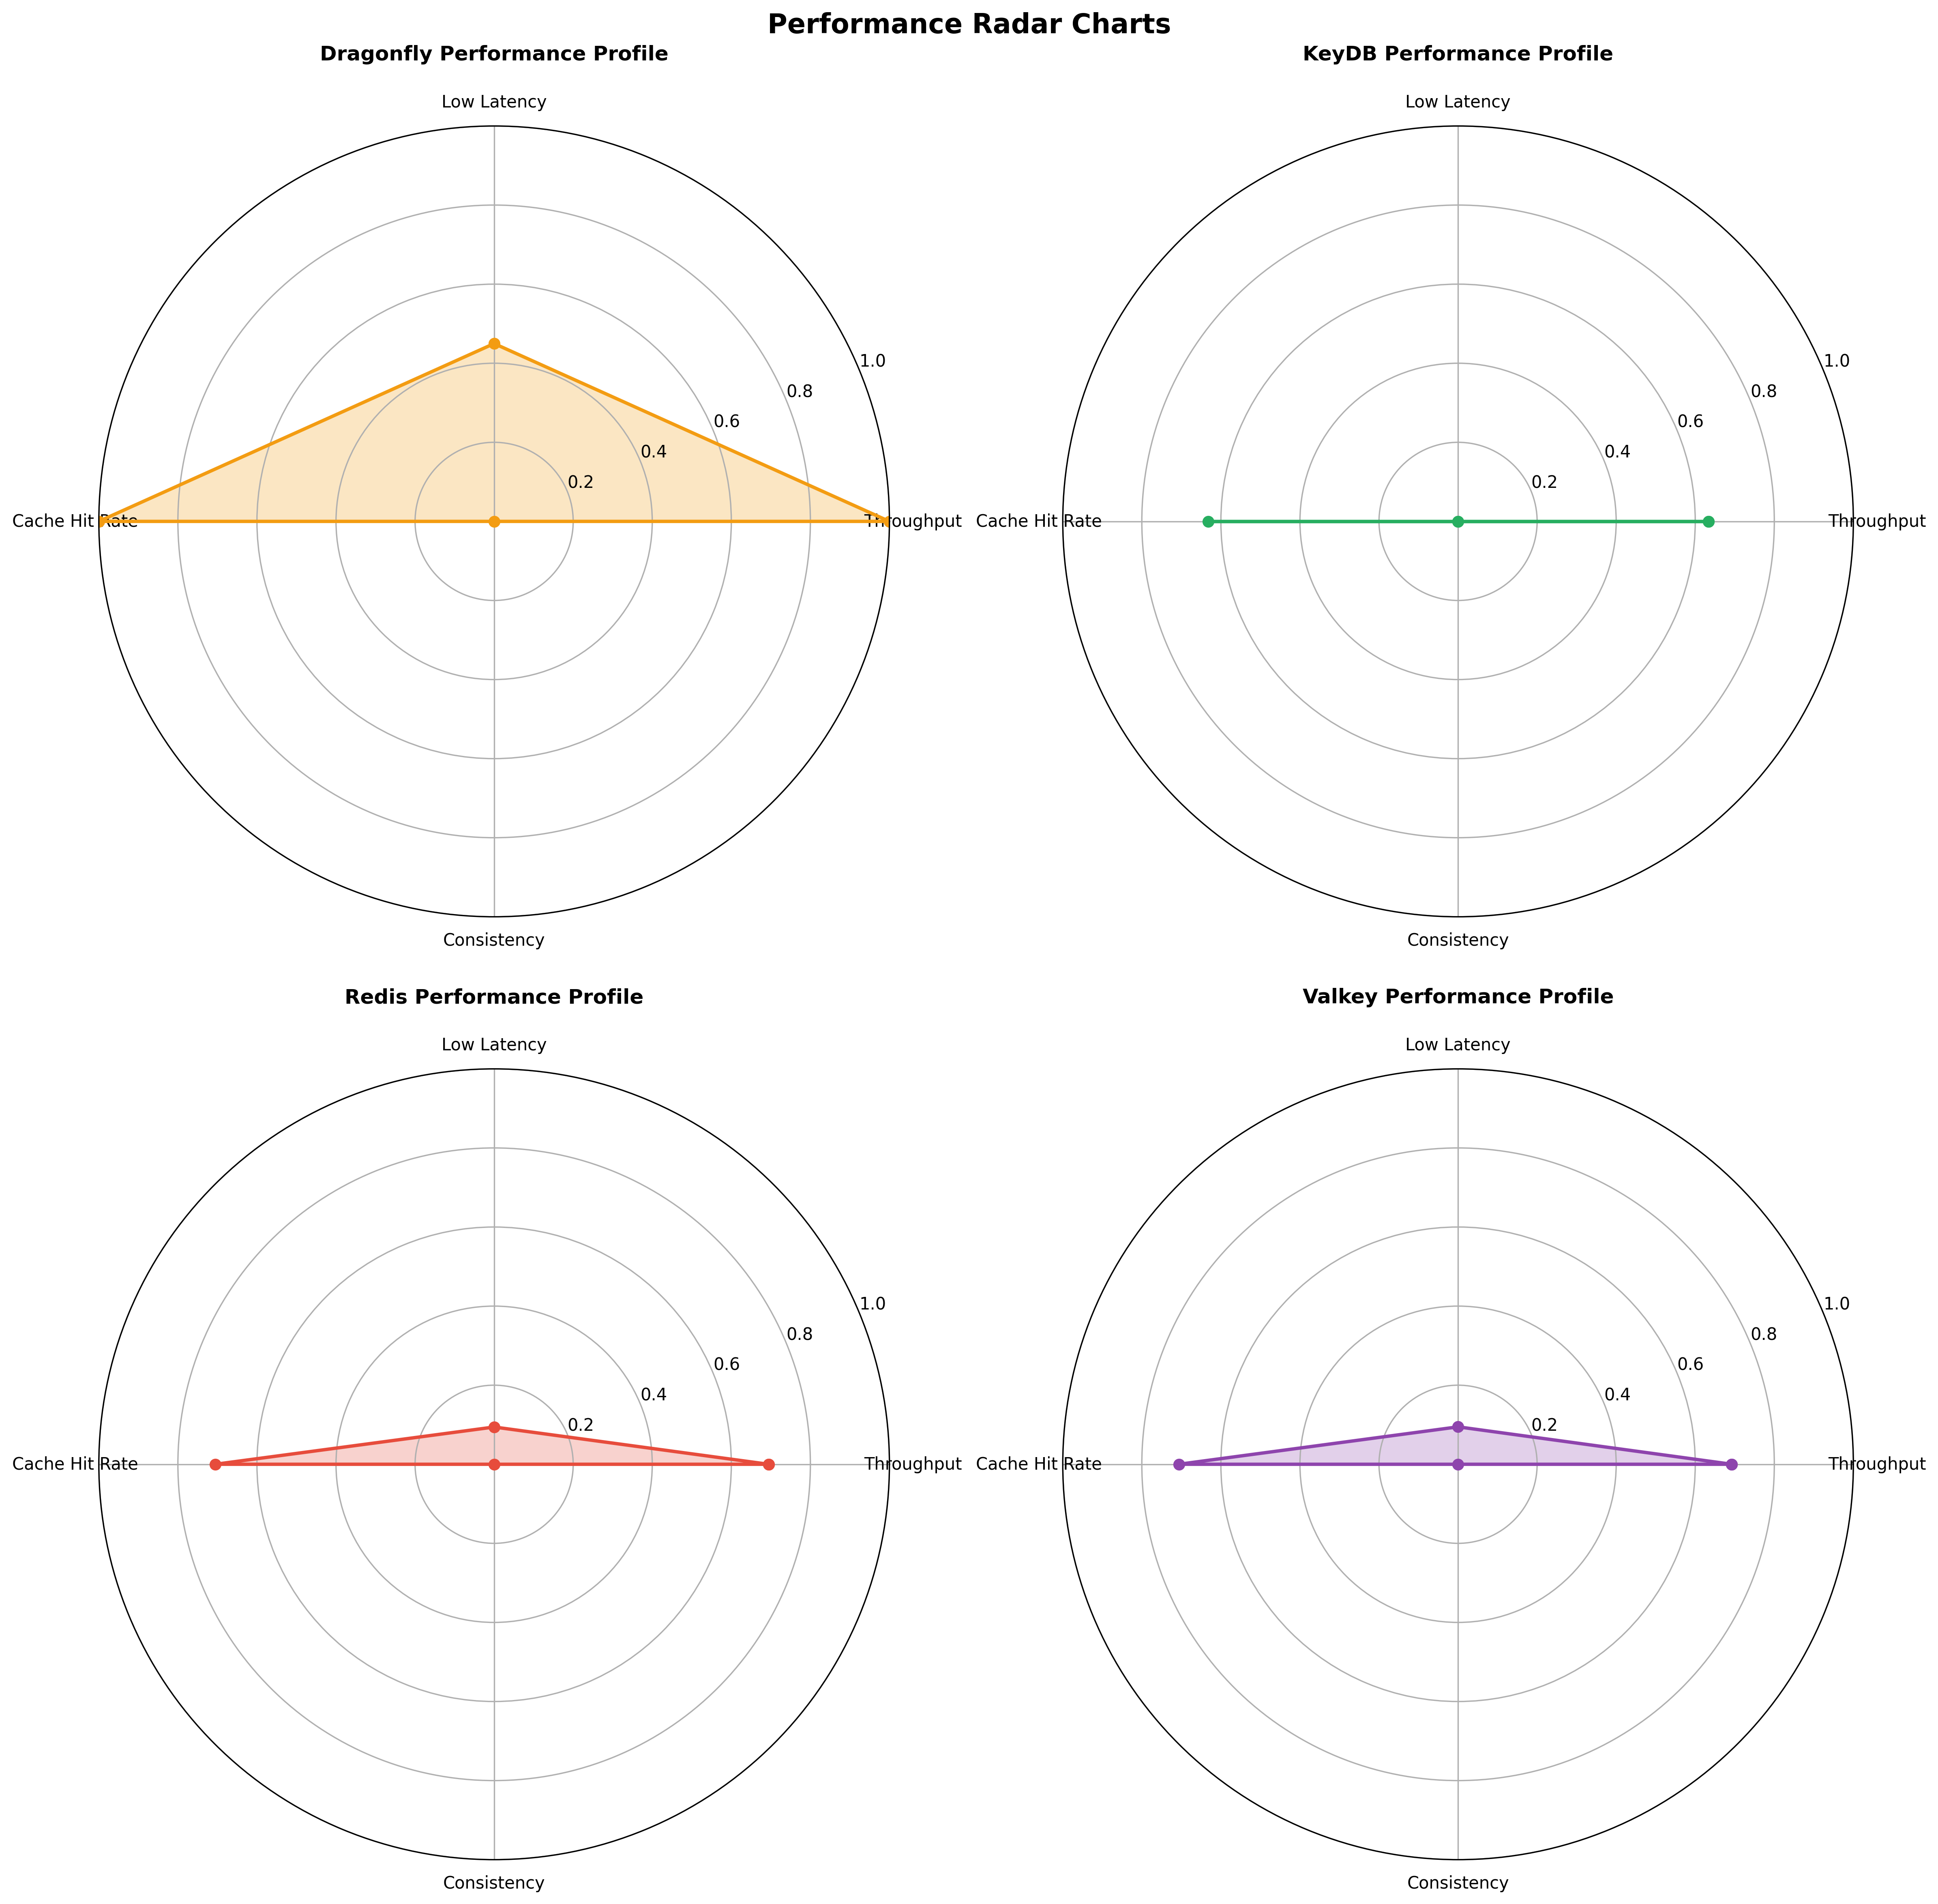 Performance Radar Charts
Dragonfly Performance Profile
Low Latency
1.0
0.8
0.6
0.4
0.2
Cache Hit Rate
Throughput
Consistency
KeyDB Performance Profile
Low Latency
1.0
0.8
0.6
0.4
0.2
Cache Hit Rate
Throughput
Consistency
Redis Performance Profile
Low Latency
1.0
0.8
0.6
0.4
0.2
Cache Hit Rate
Throughput
Consistency
Valkey Performance Profile
Low Latency
1.0
0.8
0.6
0.4
0.2
Cache Hit Rate
Throughput
Consistency